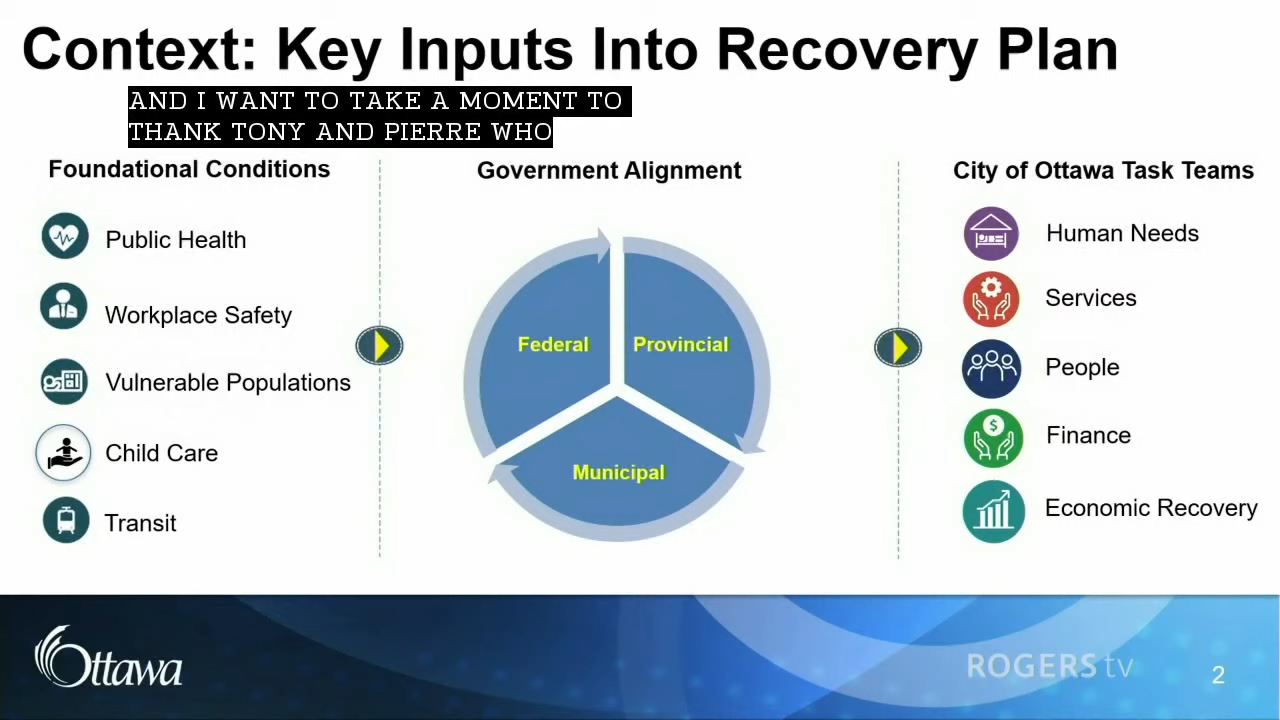 Context: Key Inputs Into Recovery Plan
AND I WANT TO TAKE A MOMENT TO
THANK TONY AND PIERRE WHO
Foundational Conditions
Public Health
Workplace Safety
Vulnerable Populations
Child Care
Transit
Government Alignment
Federal
Provincial
Municipal
City of Ottawa Task Teams
Human Needs
Services
People
$
Finance
Economic Recovery
Ottawa
ROGERS tv
2